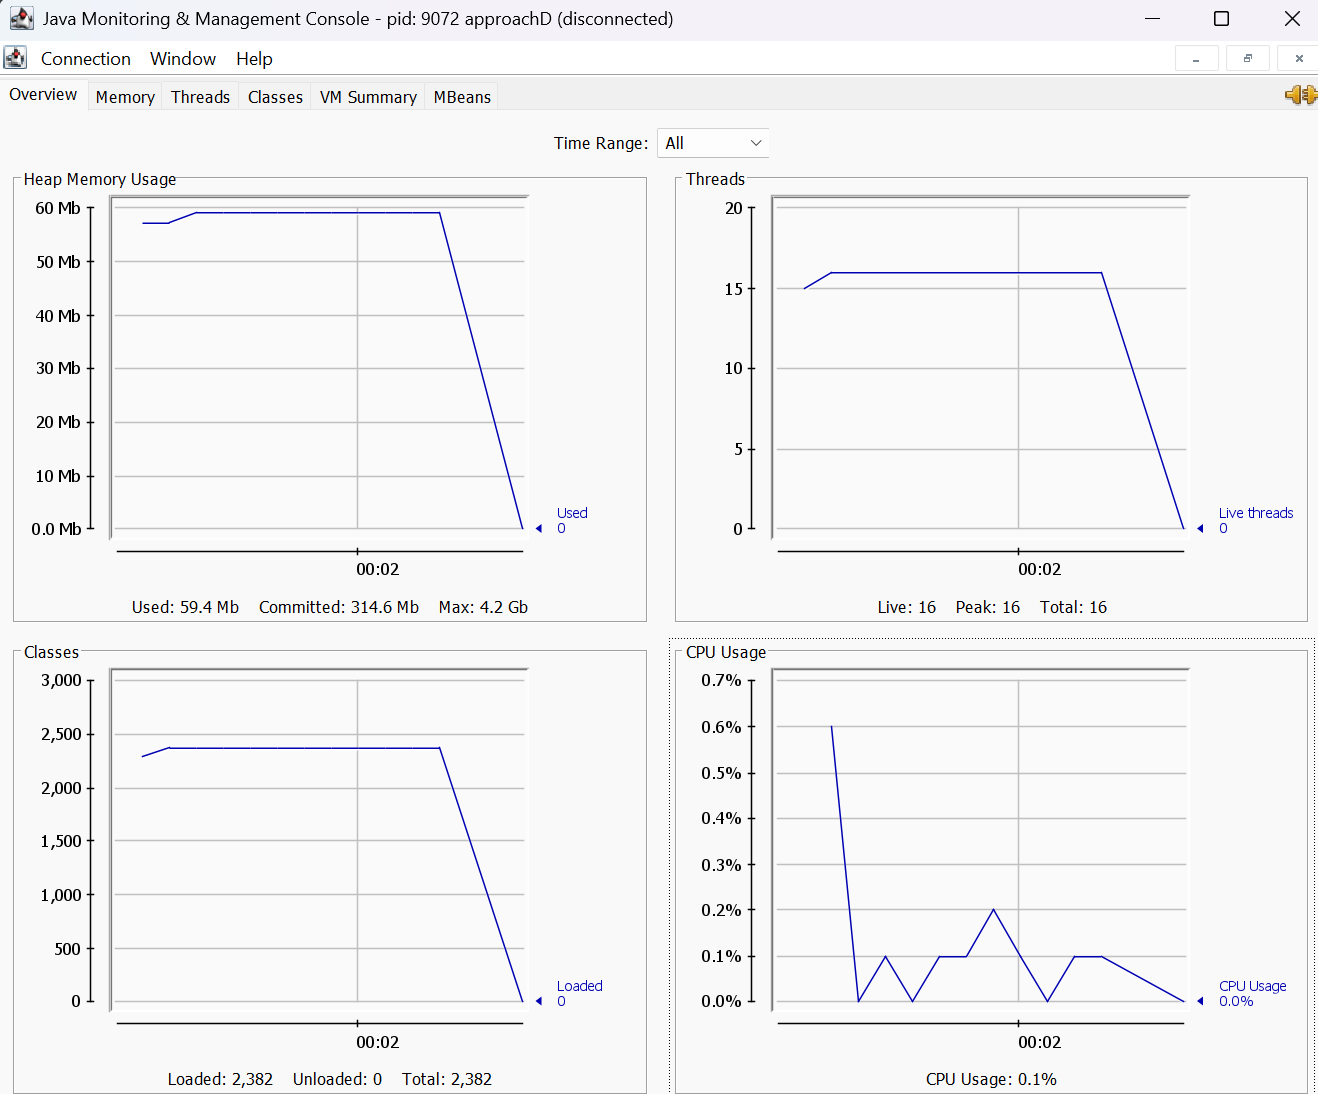 Java Monitoring & Management Console - pid: 9072 approachD (disconnected)
Connection Window Help
Overview Memory Threads Classes VM Summary MBeans
Time Range: All
Heap Memory Usage
60 Mb
50 Mb
40 Mb
30 Mb
20 Mb
10 Mb
0.0 Mb
Used
0
00:02
Used: 59.4 Mb Committed: 314.6 Mb Max: 4.2 Gb
Threads
20
15
10
5
0
Live threads
0
00:02
Live: 16 Peak: 16 Total: 16
Classes
3,000
2,500
2,000
1,500
1,000
500
0
Loaded
0
00:02
Loaded: 2,382 Unloaded: 0 Total: 2,382
CPU Usage
0.7%
0.6%
0.5%
0.4%
0.3%
0.2%
0.1%
0.0%
CPU Usage
0.0%
00:02
CPU Usage: 0.1%